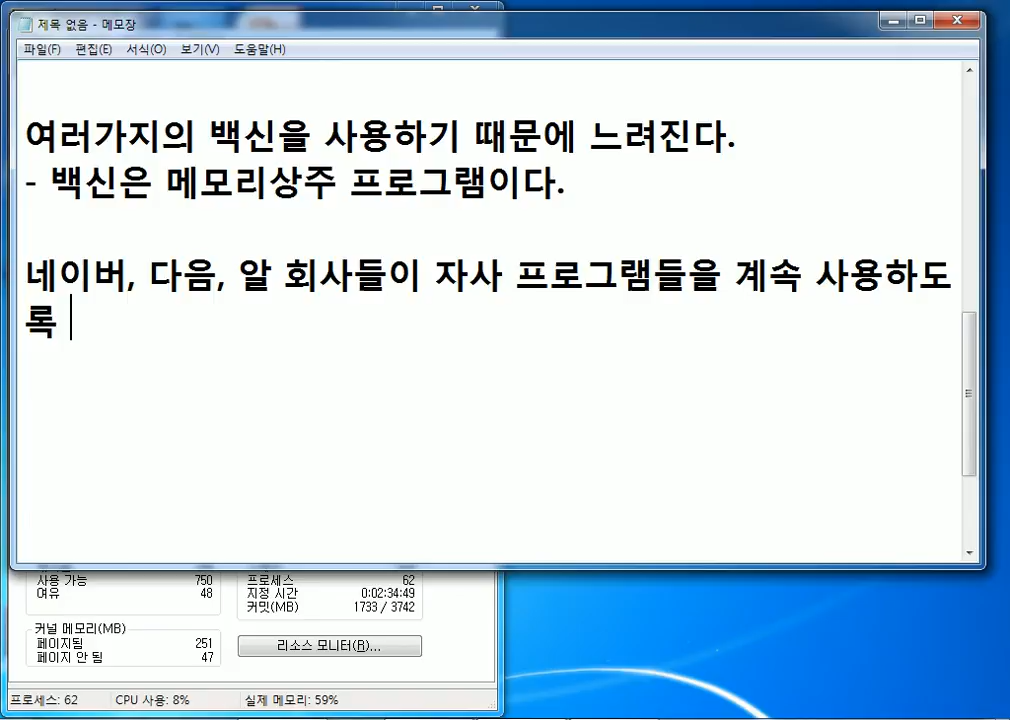 제목 없음 - 메모장
파일(F) 편집(E) 서식(O) 보기(V) 도움말(H)
여러가지의 백신을 사용하기 때문에 느려진다.
- 백신은 메모리상주 프로그램이다.
네이버, 다음, 알 회사들이 자사 프로그램들을 계속 사용하도
록
사용 가능 750
여유 48
프로세스 62
지정 시간 0:02:34:49
커밋(MB) 1733 / 3742
커널 메모리(MB)
페이지됨 251
페이지 안 됨 47
리소스 모니터(R)...
프로세스: 62 CPU 사용: 8% 실제 메모리: 59%